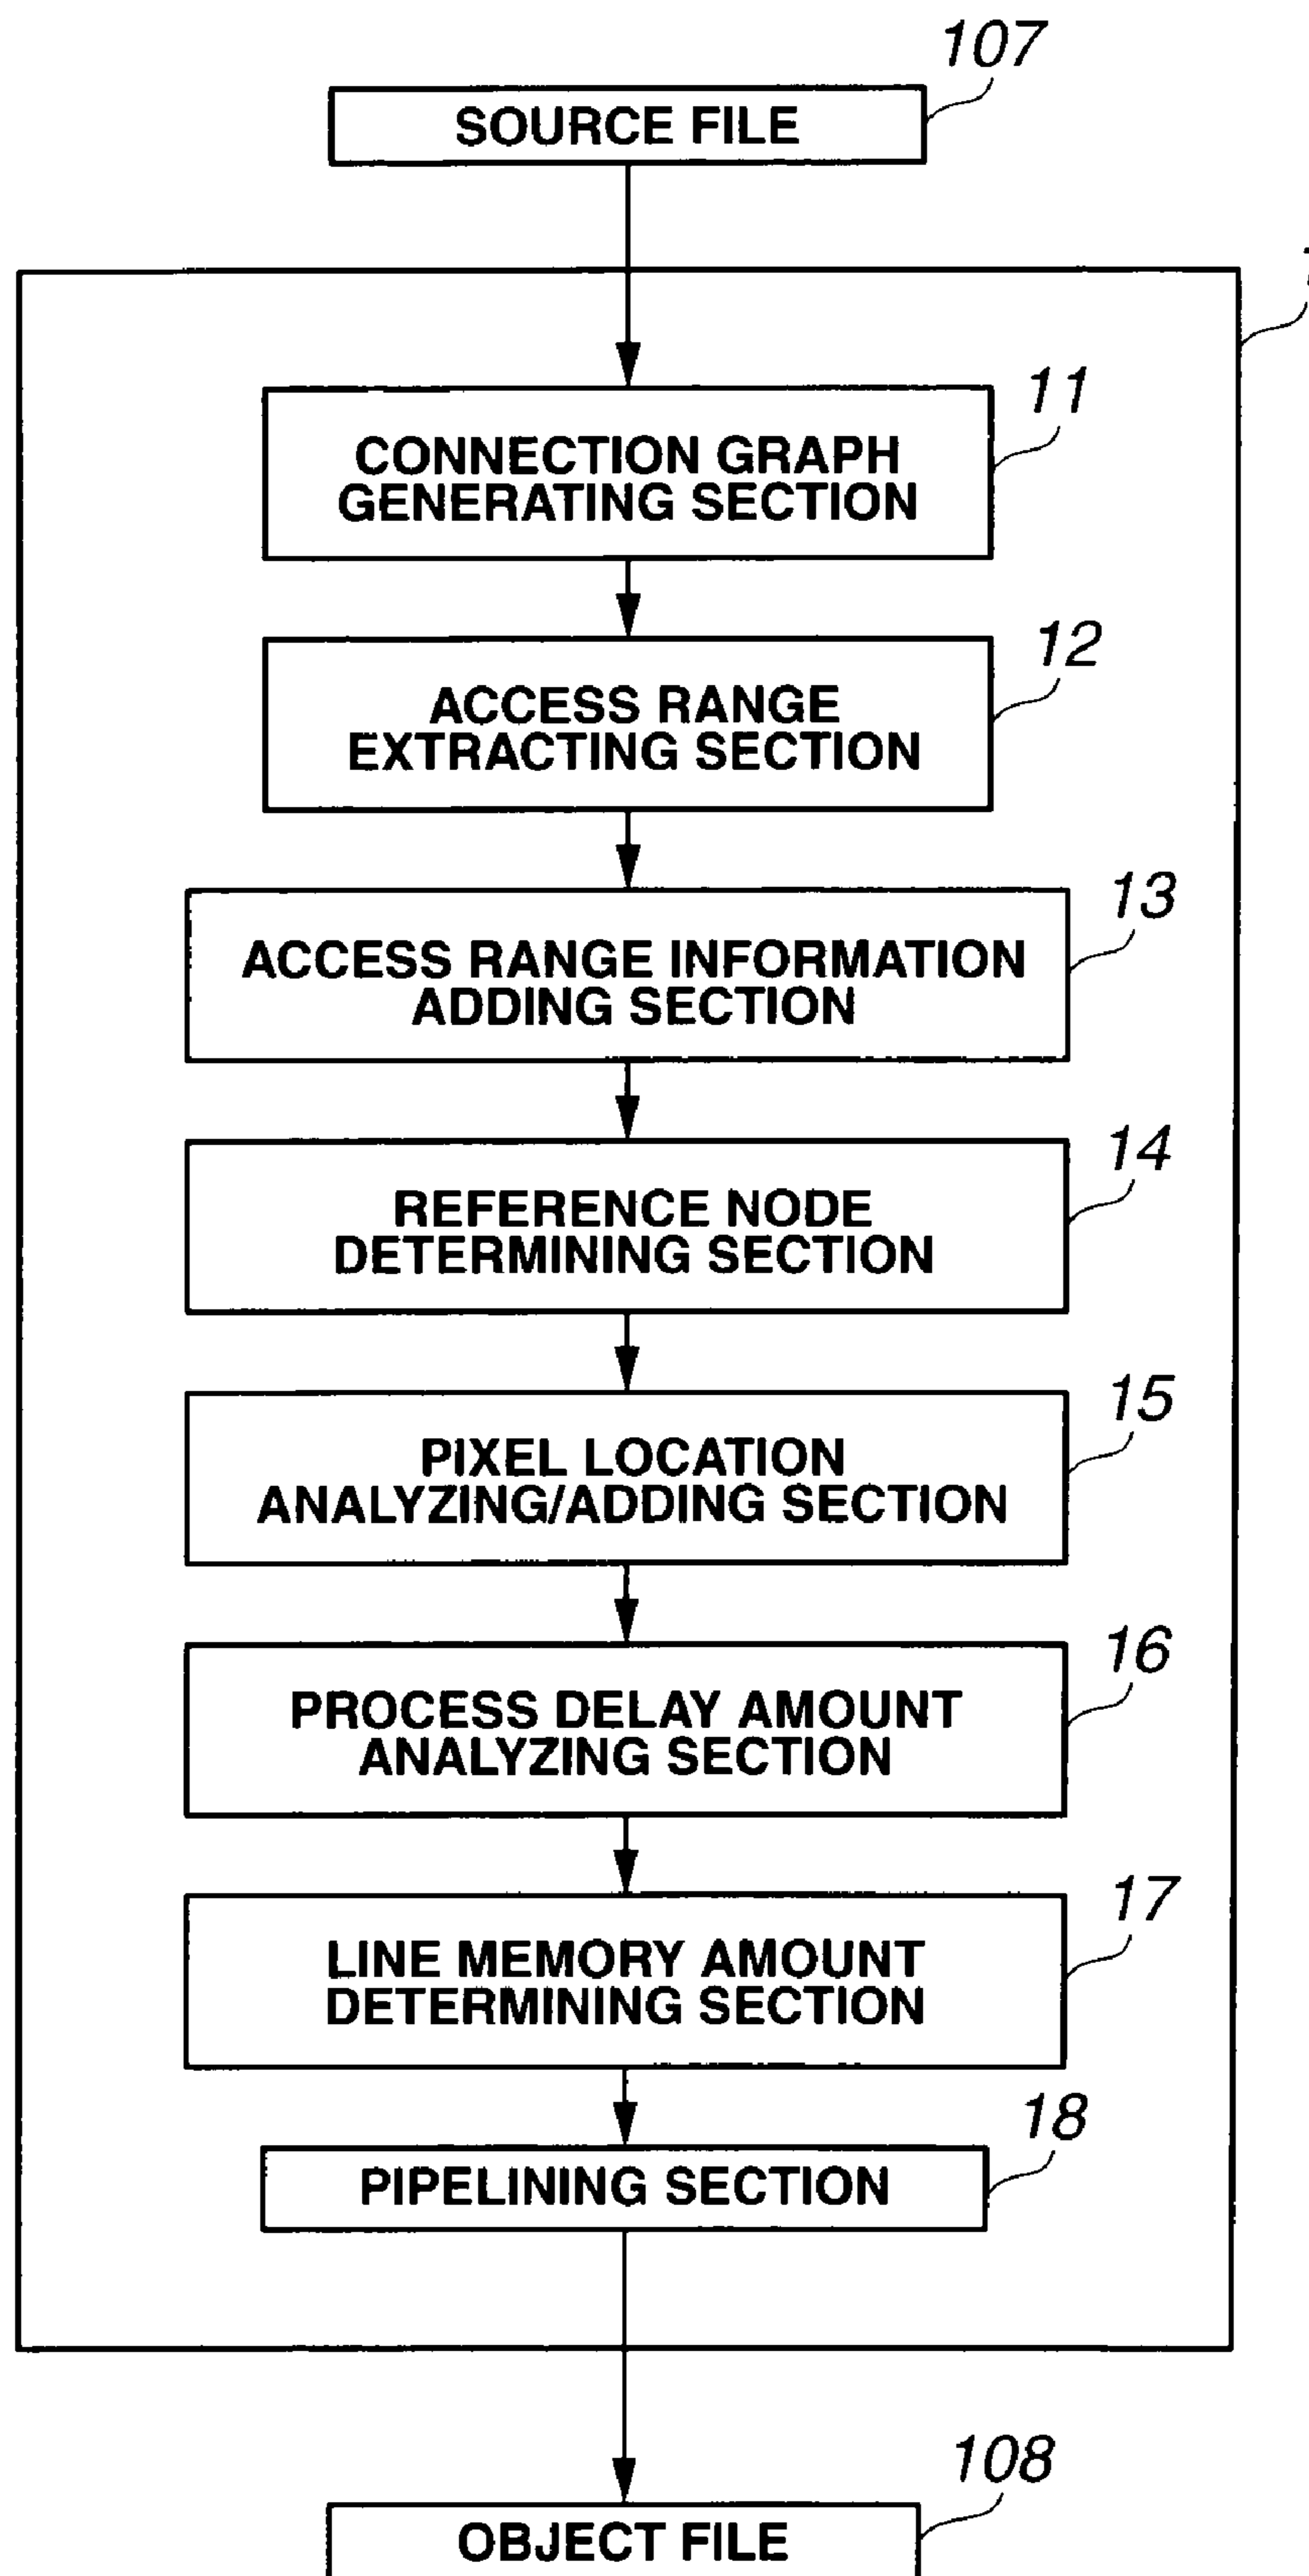 107
SOURCE FILE
11
CONNECTION GRAPH
GENERATING SECTION
12
ACCESS RANGE
EXTRACTING SECTION
13
ACCESS RANGE INFORMATION
ADDING SECTION
14
REFERENCE NODE
DETERMINING SECTION
15
PIXEL LOCATION
ANALYZING/ADDING SECTION
16
PROCESS DELAY AMOUNT
ANALYZING SECTION
17
LINE MEMORY AMOUNT
DETERMINING SECTION
18
PIPELINING SECTION
108
OBJECT FILE